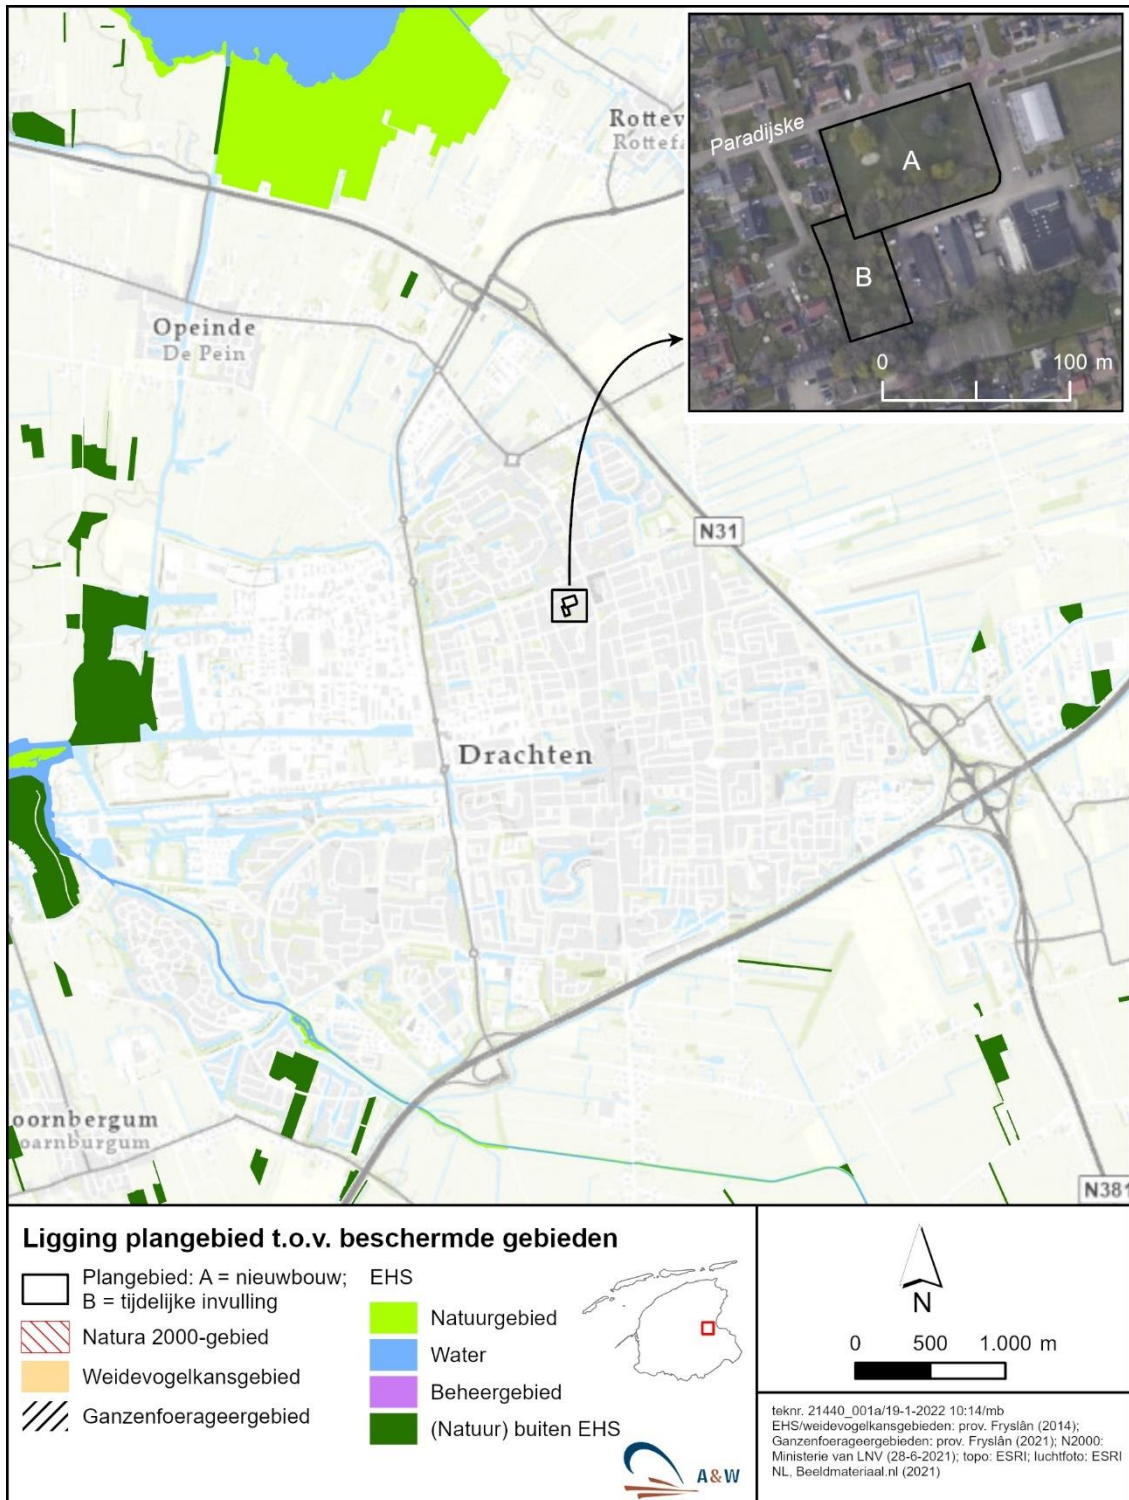 Rottev
Rottefa
Paradijske
A
B
0 100 m
Opeinde
De Pein
N31
Drachten
oornbergum
oarnburgum
N381
Ligging plangebied t.o.v. beschermde gebieden
Plangebied: A = nieuwbouw;
B = tijdelijke invulling
Natura 2000-gebied
Weidevogelkansgebied
Ganzenfoerageergebied
EHS
Natuurgebied
Water
Beheergebied
(Natuur) buiten EHS
A&W
N
0 500 1.000 m
teknr. 21440_001a/19-1-2022 10:14/mb
EHS/weidevogelkansgebieden: prov. Fryslân (2014);
Ganzenfoerageergebieden: prov. Fryslân (2021); N2000:
Ministerie van LNV (28-6-2021); topo: ESRI; luchtfoto: ESRI
NL, Beeldmateriaal.nl (2021)